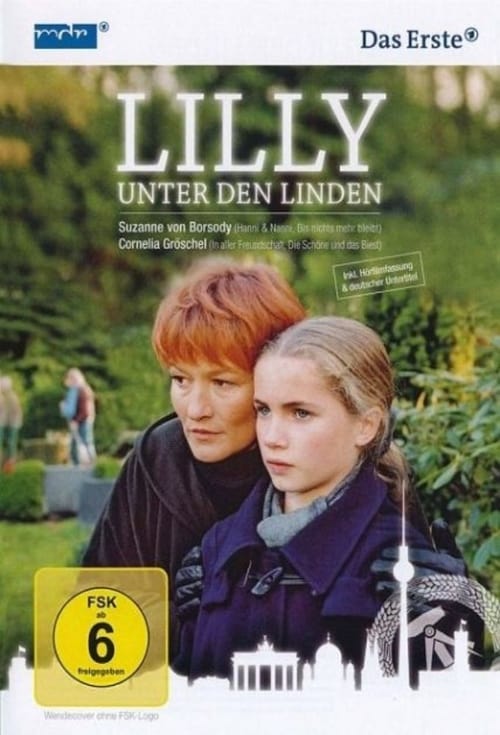 mdr
Das Erste
LILLY
UNTER DEN LINDEN
Suzanne von Borsody (Hanni & Nanni, Bis nichts mehr bleibt)
Cornelia Gröschel (In aller Freundschaft, Die Schöne und das Biest)
Inkl. Hörfilmfassung
& deutscher Untertitel
FSK
ab
6
freigegeben
Wendecover ohne FSK-Logo